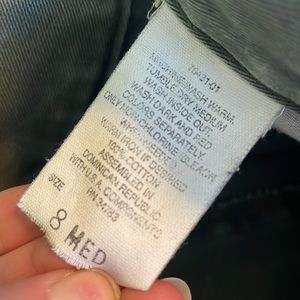 70431-01
MACHINE WASH WARM.
TUMBLE DRY MEDIUM
WASH INSIDE OUT.
WASH DARK AND RED
COLORS SEPARATELY.
ONLY NON-CHLORINE BLEACH
WHEN NEEDED.
WARM IRON IF DESIRED
100% COTTON
ASSEMBLED IN
DOMINICAN REPUBLIC
WITH U.S.A. COMPONENTS
RN 34783
SIZE 8 MED